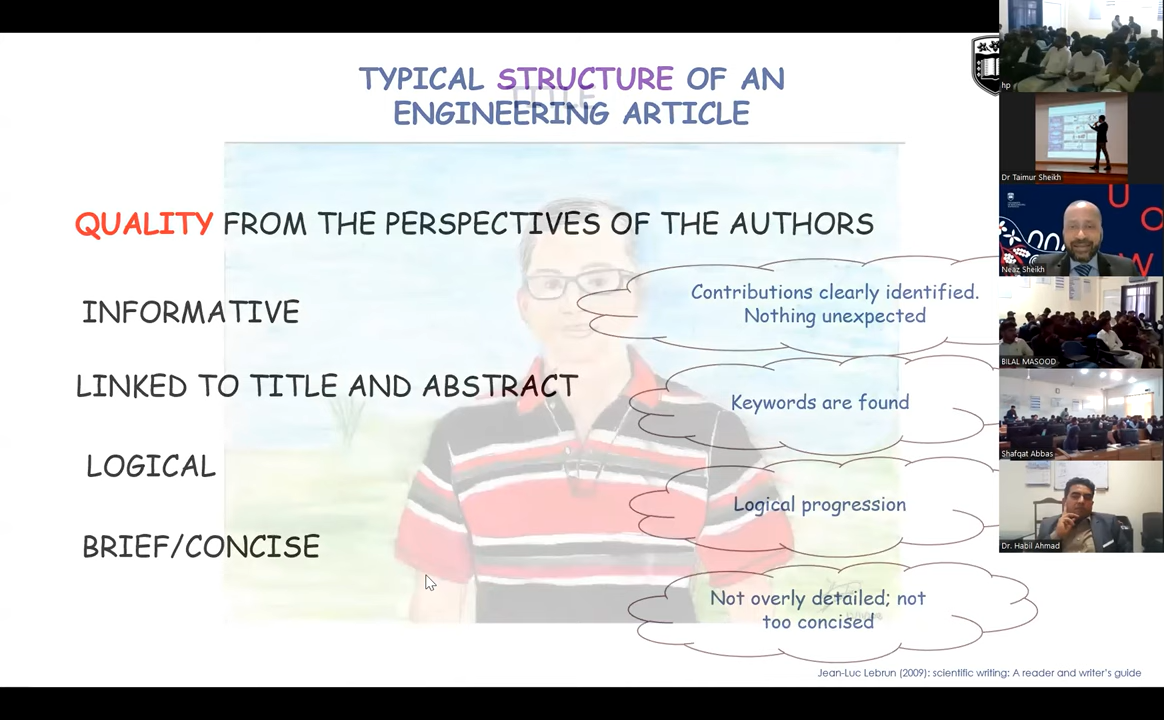 TYPICAL STRUCTURE OF AN
ENGINEERING ARTICLE
TITLE
QUALITY FROM THE PERSPECTIVES OF THE AUTHORS
INFORMATIVE
Contributions clearly identified.
Nothing unexpected
LINKED TO TITLE AND ABSTRACT
Keywords are found
LOGICAL
Logical progression
BRIEF/CONCISE
Not overly detailed; not
too concised
Jean-Luc Lebrun (2009): scientific writing: A reader and writer's guide
hp
Dr Taimur Sheikh
U
O
W
Neaz Sheikh
BILAL MASOOD
Shafqat Abbas
Dr. Habil Ahmad